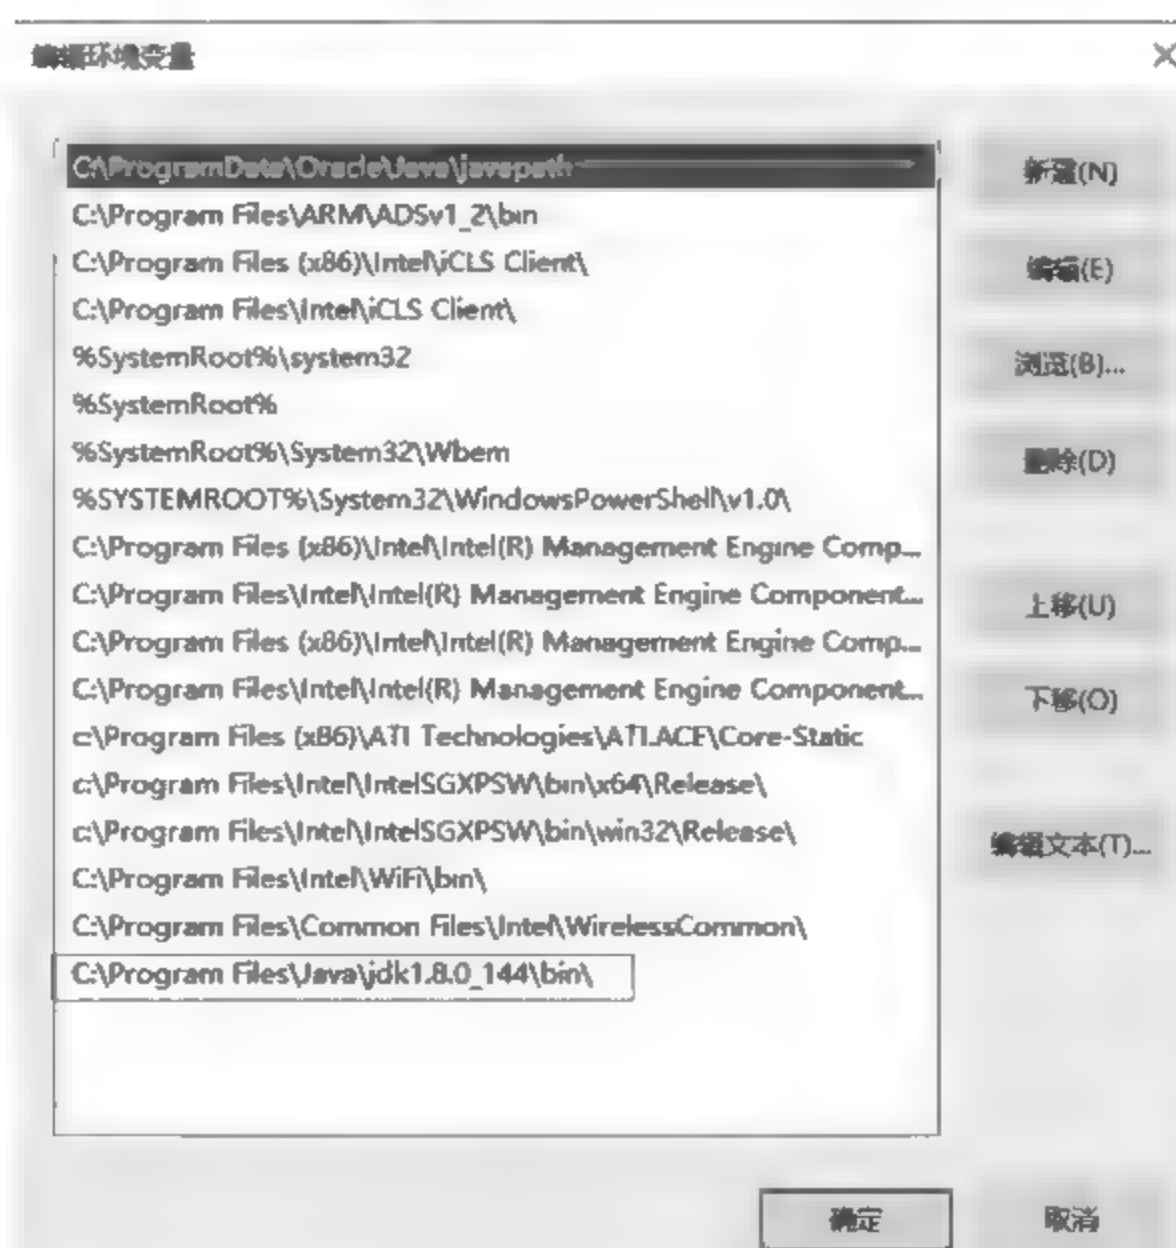 编辑环境变量
C:\ProgramData\Oracle\Java\javapath
新建(N)
C:\Program Files\ARM\ADSv1_2\bin
C:\Program Files (x86)\Intel\iCLS Client\
编辑(E)
C:\Program Files\Intel\iCLS Client\
%SystemRoot%\system32
浏览(B)...
%SystemRoot%
%SystemRoot%\System32\Wbem
删除(D)
%SYSTEMROOT%\System32\WindowsPowerShell\v1.0\
C:\Program Files (x86)\Intel\Intel(R) Management Engine Comp...
C:\Program Files\Intel\Intel(R) Management Engine Component...
上移(U)
C:\Program Files (x86)\Intel\Intel(R) Management Engine Comp...
C:\Program Files\Intel\Intel(R) Management Engine Component...
下移(O)
c:\Program Files (x86)\ATI Technologies\ATI.ACE\Core-Static
c:\Program Files\Intel\IntelSGXPSW\bin\x64\Release\
c:\Program Files\Intel\IntelSGXPSW\bin\win32\Release\
编辑文本(T)...
C:\Program Files\Intel\WiFi\bin\
C:\Program Files\Common Files\Intel\WirelessCommon\
C:\Program Files\Java\jdk1.8.0_144\bin\
确定
取消